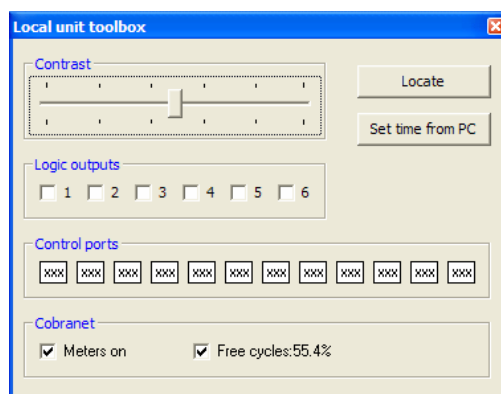 Local unit toolbox
Contrast
Locate
Set time from PC
Logic outputs
1 2 3 4 5 6
Control ports
xxx xxx xxx xxx xxx xxx xxx xxx xxx xxx xxx xxx
Cobranet
Meters on Free cycles:55.4%